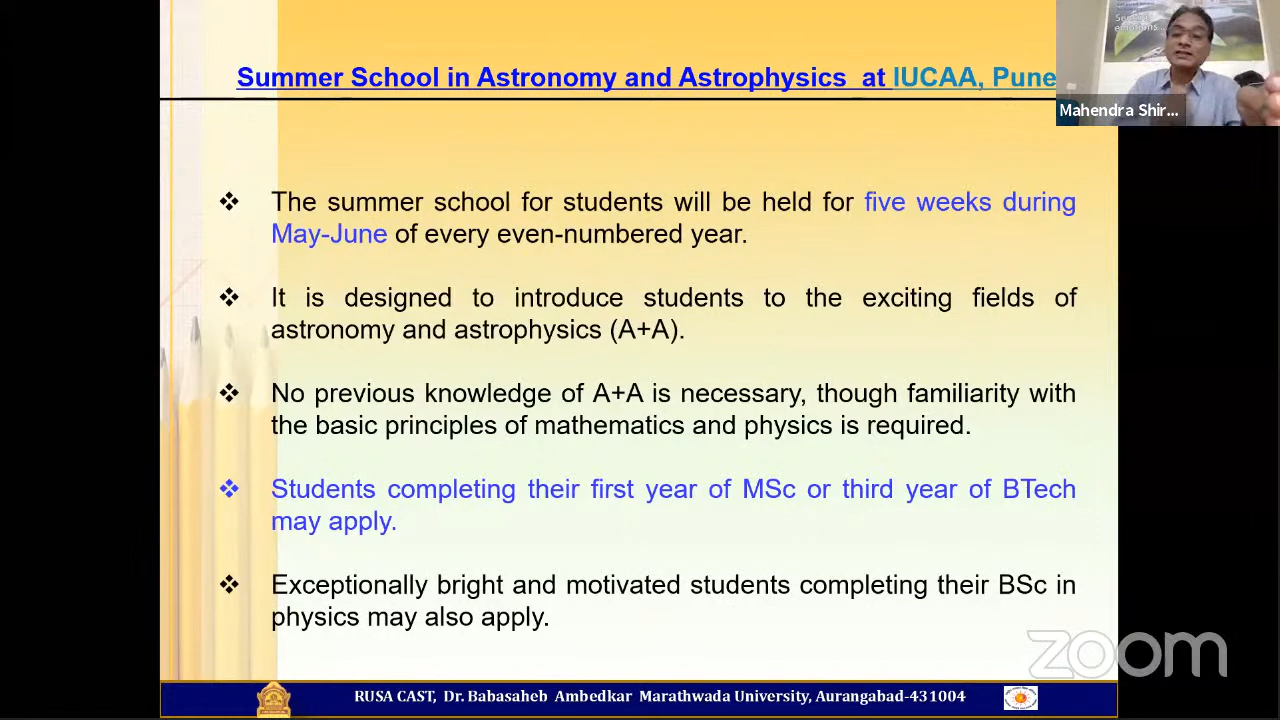 Summer School in Astronomy and Astrophysics at IUCAA, Pune
Mahendra Shir...
❖ The summer school for students will be held for five weeks during
May-June of every even-numbered year.
❖ It is designed to introduce students to the exciting fields of
astronomy and astrophysics (A+A).
❖ No previous knowledge of A+A is necessary, though familiarity with
the basic principles of mathematics and physics is required.
❖ Students completing their first year of MSc or third year of BTech
may apply.
❖ Exceptionally bright and motivated students completing their BSc in
physics may also apply.
zoom
RUSA CAST, Dr. Babasaheb Ambedkar Marathwada University, Aurangabad-431004